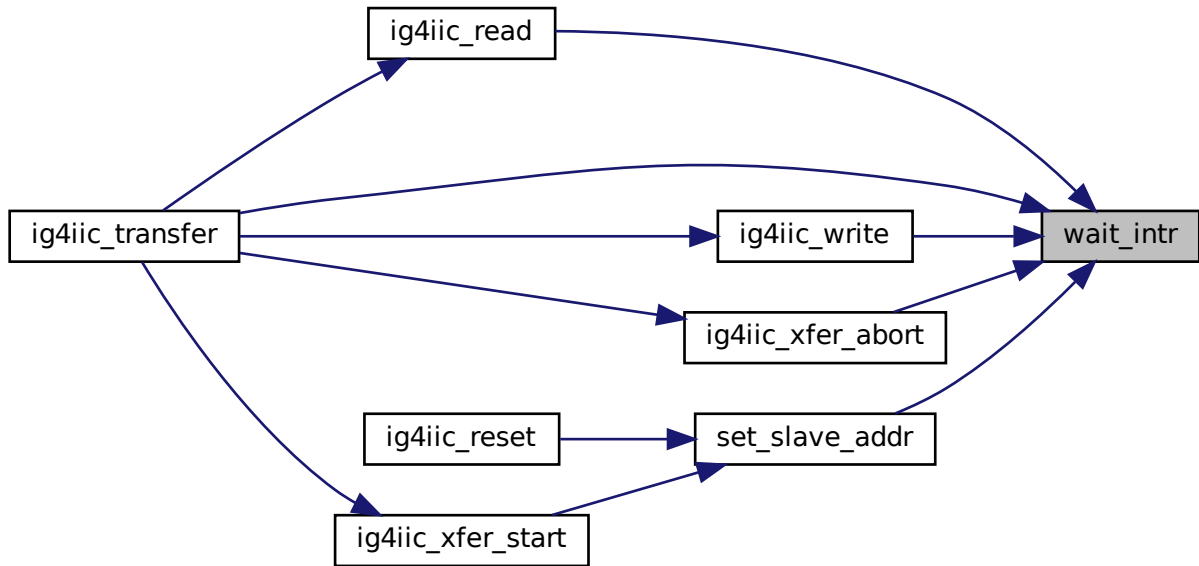 ig4iic_read
ig4iic_transfer
ig4iic_write
wait_intr
ig4iic_xfer_abort
ig4iic_reset
set_slave_addr
ig4iic_xfer_start